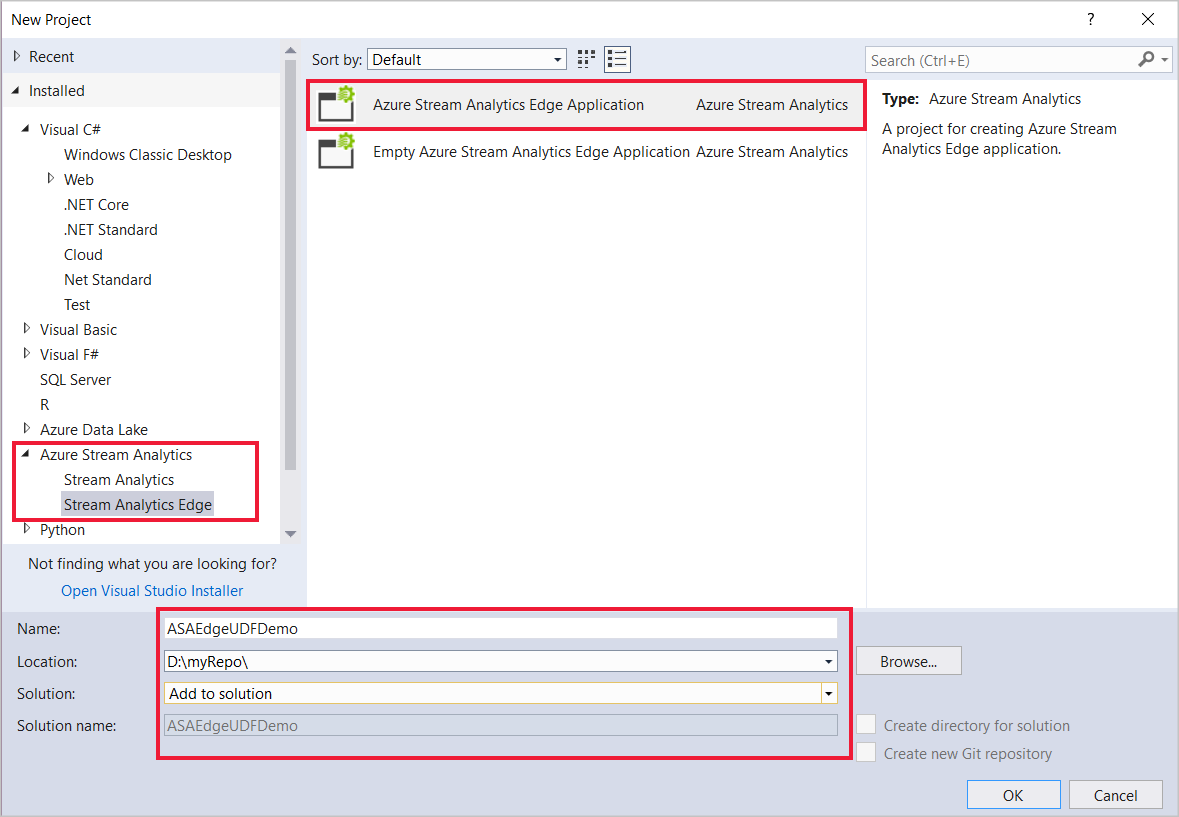 New Project
?
Recent
Installed
Visual C#
Windows Classic Desktop
Web
.NET Core
.NET Standard
Cloud
Net Standard
Test
Visual Basic
Visual F#
SQL Server
R
Azure Data Lake
Azure Stream Analytics
Stream Analytics
Stream Analytics Edge
Python
Not finding what you are looking for?
Open Visual Studio Installer
Sort by: Default
Azure Stream Analytics Edge Application Azure Stream Analytics
Empty Azure Stream Analytics Edge Application Azure Stream Analytics
Search (Ctrl+E)
Type: Azure Stream Analytics
A project for creating Azure Stream
Analytics Edge application.
Name: ASAEdgeUDFDemo
Location: D:\myRepo\ Browse...
Solution: Add to solution
Solution name: ASAEdgeUDFDemo
Create directory for solution
Create new Git repository
OK Cancel